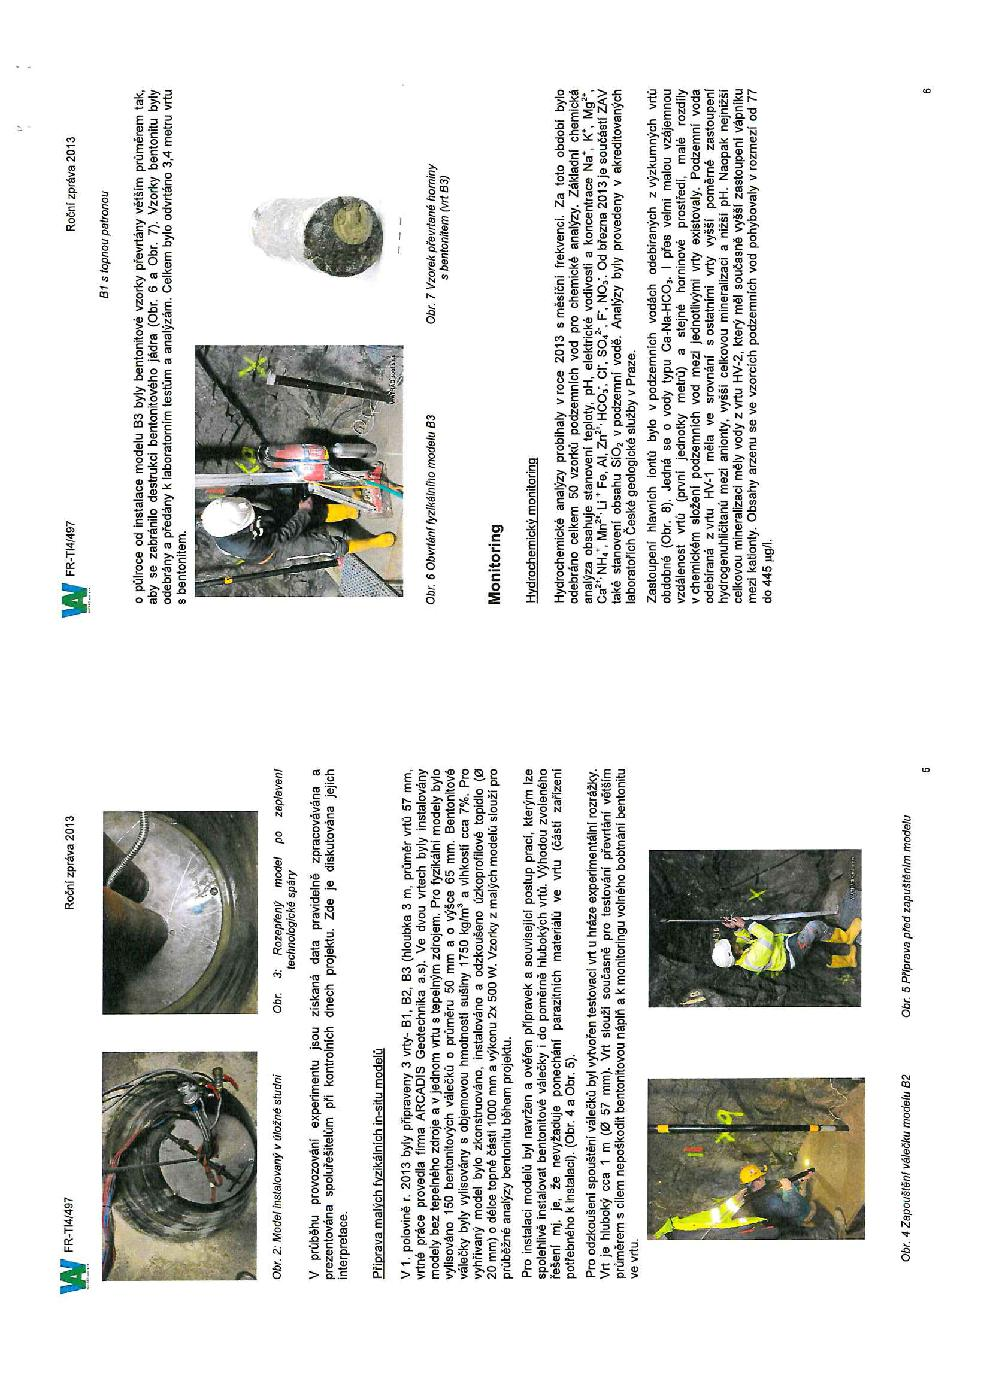 FR-TI4/497
Roční zpráva 2013
Obr. 2: Model instalovaný v úložné studni
Obr. 3: Rozepřený model po zeplevení
technologické spáry
V průběhu provozování experimentu jsou získaná data pravidelně zpracovávána a
prezentována spoluřešitelům při kontrolních dnech projektu. Zde je diskutována jejich
interpretace.
Příprava malých fyzikálních in-situ modelů
V 1. polovině r. 2013 byly připraveny 3 vrty- B1, B2, B3 (hloubka 3 m, průměr vrtů 57 mm,
vrtné práce provedla firma ARCADIS Geotechnika a.s). Ve dvou vrtech byly instalovány
modely bez tepelného zdroje a v jednom vrtu s tepelným zdrojem. Pro fyzikální modely bylo
vylisováno 150 bentonitových válečků o průměru 50 mm a o výšce 65 mm. Bentonitové
válečky byly vylisovány s objemovou hmotností sušiny 1750 kg/m³ a vlhkostí cca 7%. Pro
vyhřívaný model bylo zkonstruováno, instalováno a odzkoušeno úzkoprofilové topidlo (Ø
20 mm) o délce topné části 1000 mm a výkonu 2x 500 W. Vzorky z malých modelů slouží pro
průběžné analýzy bentonitu během projektu.
Pro instalaci modelů byl navržen a ověřen přípravek a související postup prací, kterým lze
spolehlivě instalovat bentonitové válečky i do poměrně hlubokých vrtů. Výhodou zvoleného
řešení mj. je, že nevyžaduje ponechání parazitních materiálů ve vrtu (částí zařízení
potřebného k instalaci) (Obr. 4 a Obr. 5).
Pro odzkoušení spouštění válečků byl vytvořen testovací vrt u hráze experimentální rozrážky.
Vrt je hluboký cca 1 m (Ø 57 mm). Vrt slouží současně pro testování převrtání větším
průměrem s cílem nepoškodit bentonitovou náplň a k monitoringu volného bobtnání bentonitu
ve vrtu.
Obr. 4 Zapouštění válečku modelu B2
Obr. 5 Příprava před zapuštěním modelu
5
FR-TI4/497
Roční zpráva 2013
B1 s topnou patronou
o půlroce od instalace modelu B3 byly bentonitové vzorky převrtány větším průměrem tak,
aby se zabránilo destrukci bentonitového jádra (Obr. 6 a Obr. 7). Vzorky bentonitu byly
odebrány a předány k laboratorním testům a analýzám. Celkem bylo odvrtáno 3,4 metru vrtu
s bentonitem.
Obr. 6 Obvrtání fyzikálního modelu B3
Obr. 7 Vzorek převrtané horniny
s bentonitem (vrt B3)
Monitoring
Hydrochemický monitoring
Hydrochemické analýzy probíhaly v roce 2013 s měsíční frekvencí. Za toto období bylo
odebráno celkem 50 vzorků podzemních vod pro chemické analýzy. Základní chemická
analýza obsahuje stanovení teploty, pH, elektrické vodivosti a koncentrace Na⁺, K⁺, Mg²⁺,
Ca²⁺, NH₄⁺, Mn²⁺, Li⁺, Fe, Al, Zn²⁺, HCO₃⁻, Cl⁻, SO₄²⁻, F⁻, NO₃⁻. Od března 2013 je součástí ZAV
také stanovení obsahu SiO₂ v podzemní vodě. Analýzy byly provedeny v akreditovaných
laboratořích České geologické služby v Praze.
Zastoupení hlavních iontů bylo v podzemních vodách odebíraných z výzkumných vrtů
obdobné (Obr. 8). Jedná se o vody typu Ca-Na-HCO₃. I přes velmi malou vzájemnou
vzdálenost vrtů (první jednotky metrů) a stejné horninové prostředí, malé rozdíly
v chemickém složení podzemních vod mezi jednotlivými vrty existovaly. Podzemní voda
odebíraná z vrtu HV-1 měla ve srovnání s ostatními vrty vyšší poměrné zastoupení
hydrogenuhličitanů mezi anionty, vyšší celkovou mineralizaci a nižší pH. Naopak nejnižší
celkovou mineralizaci měly vody z vrtu HV-2, který měl současně vyšší zastoupení vápníku
mezi kationty. Obsahy arzenu se ve vzorcích podzemních vod pohybovaly v rozmezí od 77
do 445 µg/l.
6